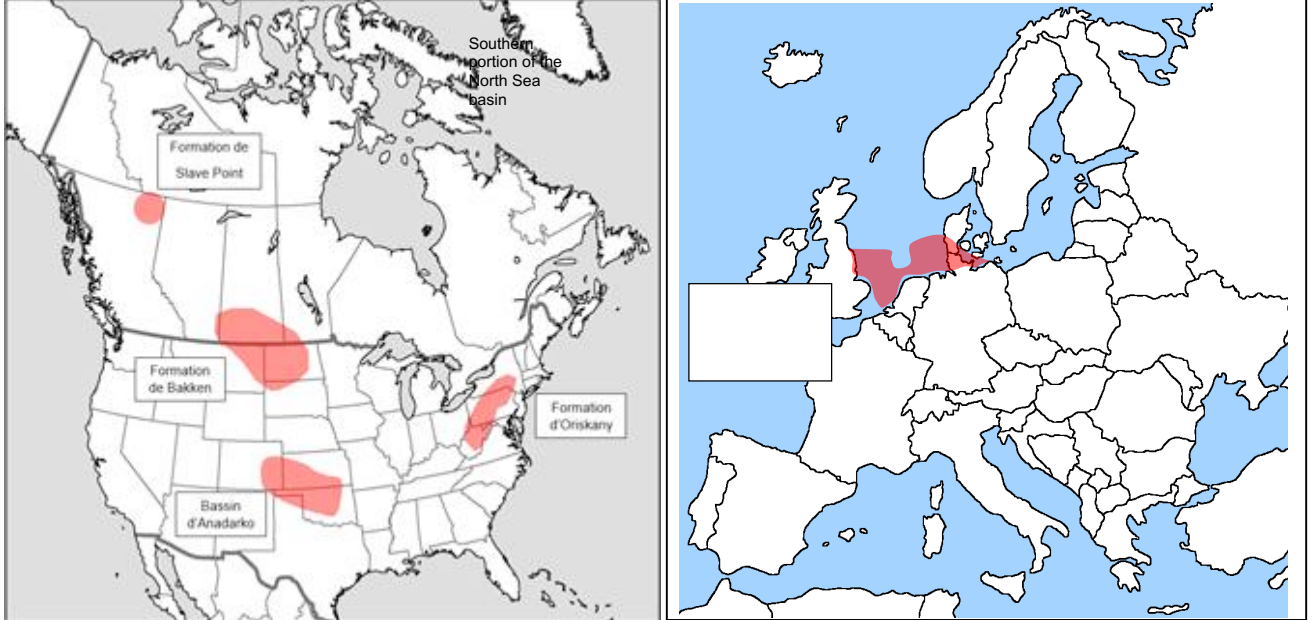 Southern
portion of the
North Sea
basin
Formation de
Slave Point
Formation
de Bakken
Formation
d'Oriskany
Bassin
d'Anadarko